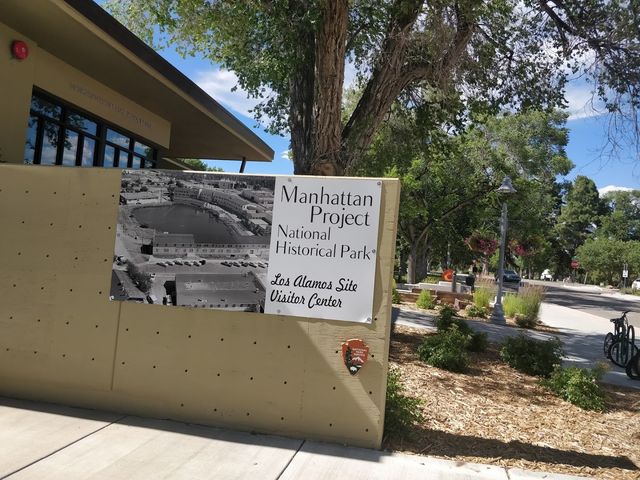 Manhattan
Project
National
Historical Park
Los Alamos Site
Visitor Center